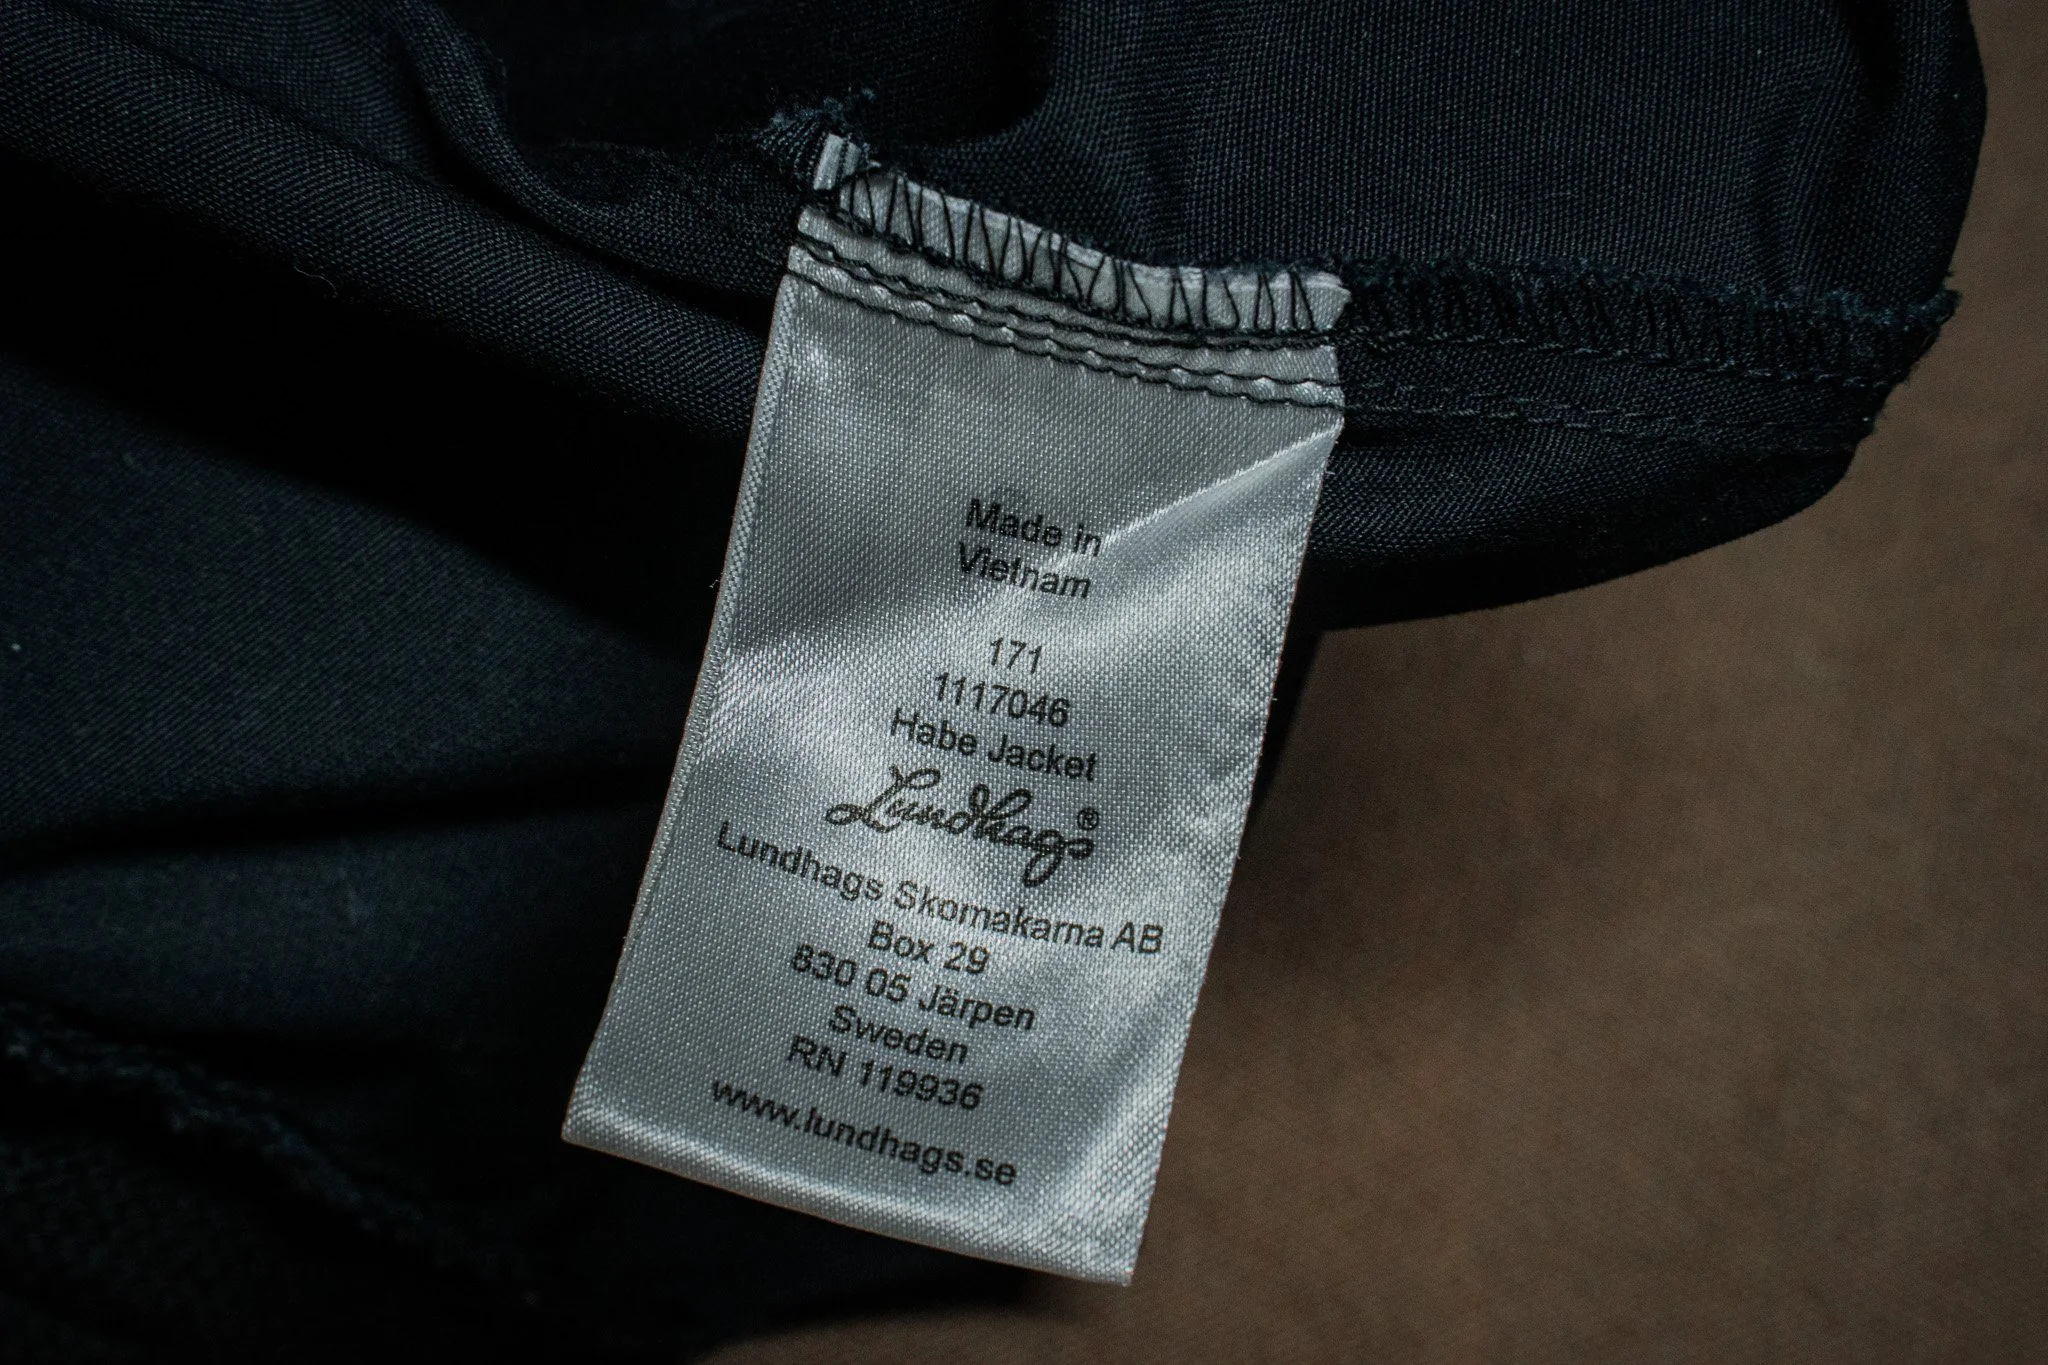 Made in
Vietnam
171
1117046
Habe Jacket
Lundhags®
Lundhags Skomakarna AB
Box 29
830 05 Järpen
Sweden
RN 119936
www.lundhags.se